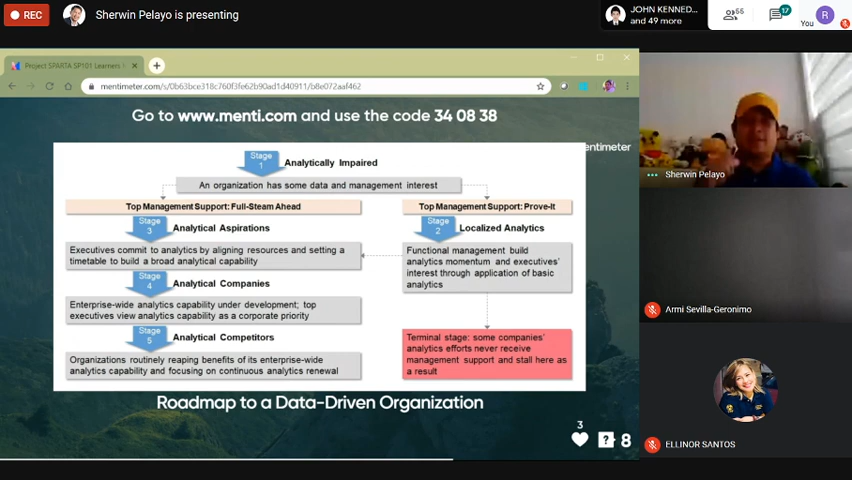 REC
Sherwin Pelayo is presenting
JOHN KENNED...
and 49 more
55
17
You
R
Project SPARTA SP101 Learners
mentimeter.com/s/0b63bce318c760f3fe62b90ad1d40911/b8e072aaf462
Go to www.menti.com and use the code 34 08 38
entimeter
Stage
1
Analytically Impaired
An organization has some data and management interest
Top Management Support: Full-Steam Ahead
Top Management Support: Prove-It
Stage
3
Analytical Aspirations
Executives commit to analytics by aligning resources and setting a
timetable to build a broad analytical capability
Stage
2
Localized Analytics
Functional management build
analytics momentum and executives'
interest through application of basic
analytics
Stage
4
Analytical Companies
Enterprise-wide analytics capability under development; top
executives view analytics capability as a corporate priority
Stage
5
Analytical Competitors
Organizations routinely reaping benefits of its enterprise-wide
analytics capability and focusing on continuous analytics renewal
Terminal stage: some companies'
analytics efforts never receive
management support and stall here as
a result
Roadmap to a Data-Driven Organization
3
? 8
Sherwin Pelayo
Armi Sevilla-Geronimo
ELLINOR SANTOS